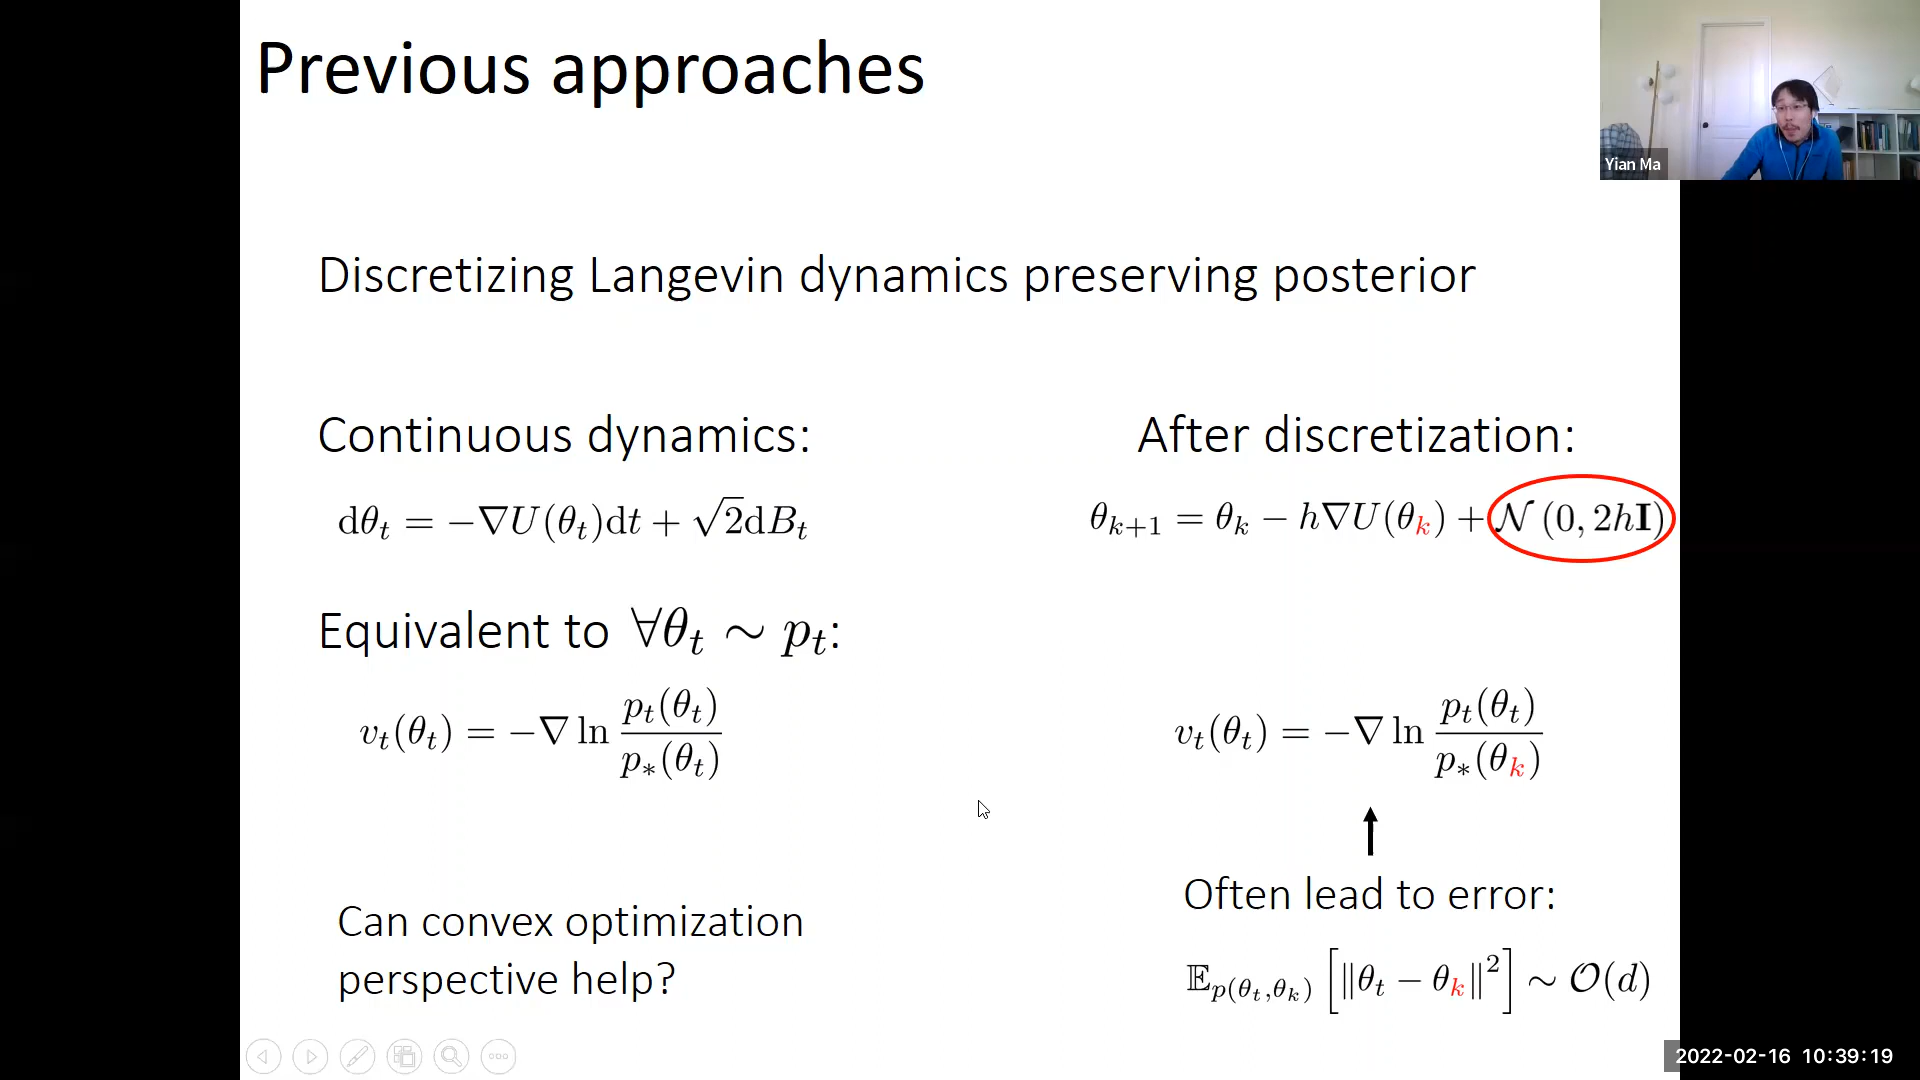 Previous approaches
Yian Ma
Discretizing Langevin dynamics preserving posterior
Continuous dynamics:
dθ_t = −∇U(θ_t)dt + √2dB_t
Equivalent to ∀θ_t ∼ p_t:
v_t(θ_t) = −∇ ln p_t(θ_t) / p_*(θ_t)
Can convex optimization
perspective help?
After discretization:
θ_{k+1} = θ_k − h∇U(θ_k) + 𝒩(0, 2hI)
v_t(θ_t) = −∇ ln p_t(θ_t) / p_*(θ_k)
Often lead to error:
𝔼_{p(θ_t,θ_k)} [‖θ_t − θ_k‖²] ∼ 𝒪(d)
2022-02-16 10:39:19